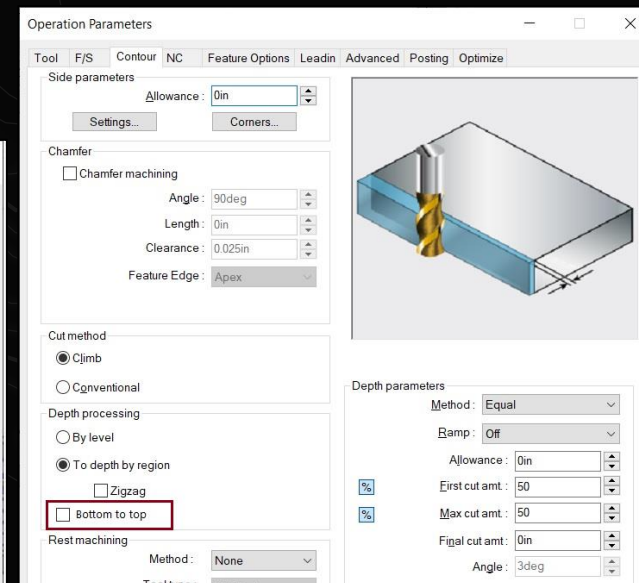 Operation Parameters
Tool F/S Contour NC Feature Options Leadin Advanced Posting Optimize
Side parameters
Allowance : 0in
Settings... Corners...
Chamfer
Chamfer machining
Angle : 90deg
Length : 0in
Clearance : 0.025in
Feature Edge : Apex
Cut method
Climb
Conventional
Depth processing
By level
To depth by region
Zigzag
Bottom to top
Rest machining
Method : None
Depth parameters
Method : Equal
Ramp : Off
Allowance : 0in
% First cut amt. : 50
% Max cut amt. : 50
Final cut amt : 0in
Angle : 3deg